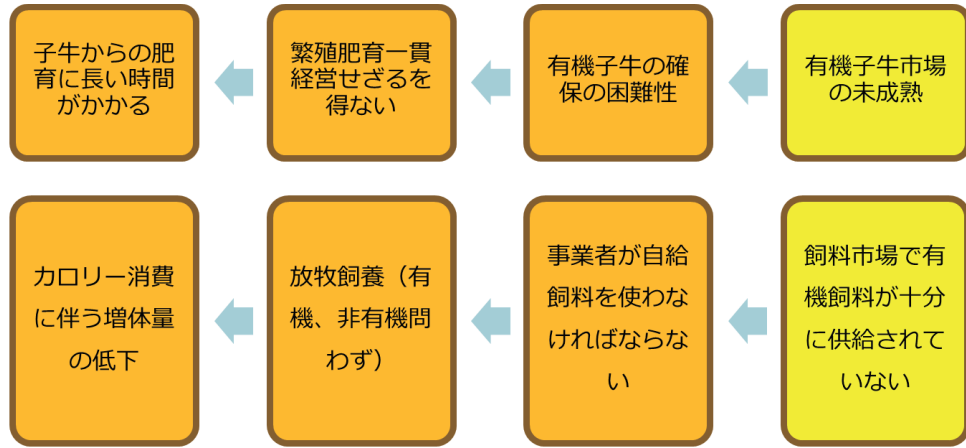 子牛からの肥
育に長い時間
がかかる
繁殖肥育一貫
経営せざるを
得ない
有機子牛の確
保の困難性
有機子牛市場
の未成熟
カロリー消費
に伴う増体量
の低下
放牧飼養（有
機、非有機問
わず）
事業者が自給
飼料を使わな
ければならな
い
飼料市場で有
機飼料が十分
に供給されて
いない